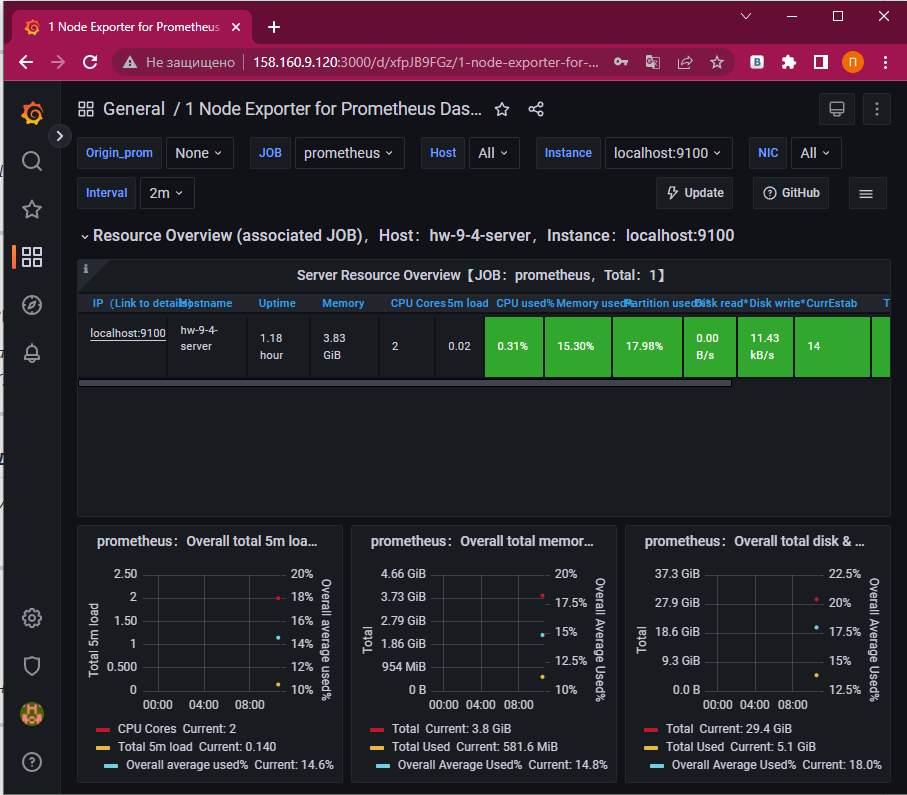 1 Node Exporter for Prometheus
Не защищено
158.160.9.120:3000/d/xfpJB9FGz/1-node-exporter-for-...
B
П
General / 1 Node Exporter for Prometheus Das...
Origin_prom None JOB prometheus Host All Instance localhost:9100 NIC All
Interval 2m Update GitHub
Resource Overview (associated JOB)，Host：hw-9-4-server，Instance：localhost:9100
i
Server Resource Overview【JOB：prometheus，Total：1】
IP（Link to details） Hostname Uptime Memory CPU Cores 5m load CPU used% Memory used% Partition used%* Disk read* Disk write* CurrEstab T
localhost:9100 hw-9-4-server 1.18 hour 3.83 GiB 2 0.02 0.31% 15.30% 17.98% 0.00 B/s 11.43 kB/s 14
prometheus：Overall total 5m loa...
2.50
2
1.50
1
0.500
0
Total 5m load
20%
18%
16%
14%
12%
10%
Overall average used%
00:00 04:00 08:00
CPU Cores Current: 2
Total 5m load Current: 0.140
Overall average used% Current: 14.6%
prometheus：Overall total memor...
4.66 GiB
3.73 GiB
2.79 GiB
1.86 GiB
954 MiB
0 B
Total
20%
17.5%
15%
12.5%
10%
Overall Average Used%
00:00 04:00 08:00
Total Current: 3.8 GiB
Total Used Current: 581.6 MiB
Overall Average Used% Current: 14.8%
prometheus：Overall total disk & ...
37.3 GiB
27.9 GiB
18.6 GiB
9.3 GiB
0.0 B
Total
22.5%
20%
17.5%
15%
12.5%
Overall Average Used%
00:00 04:00 08:00
Total Current: 29.4 GiB
Total Used Current: 5.1 GiB
Overall Average Used% Current: 18.0%